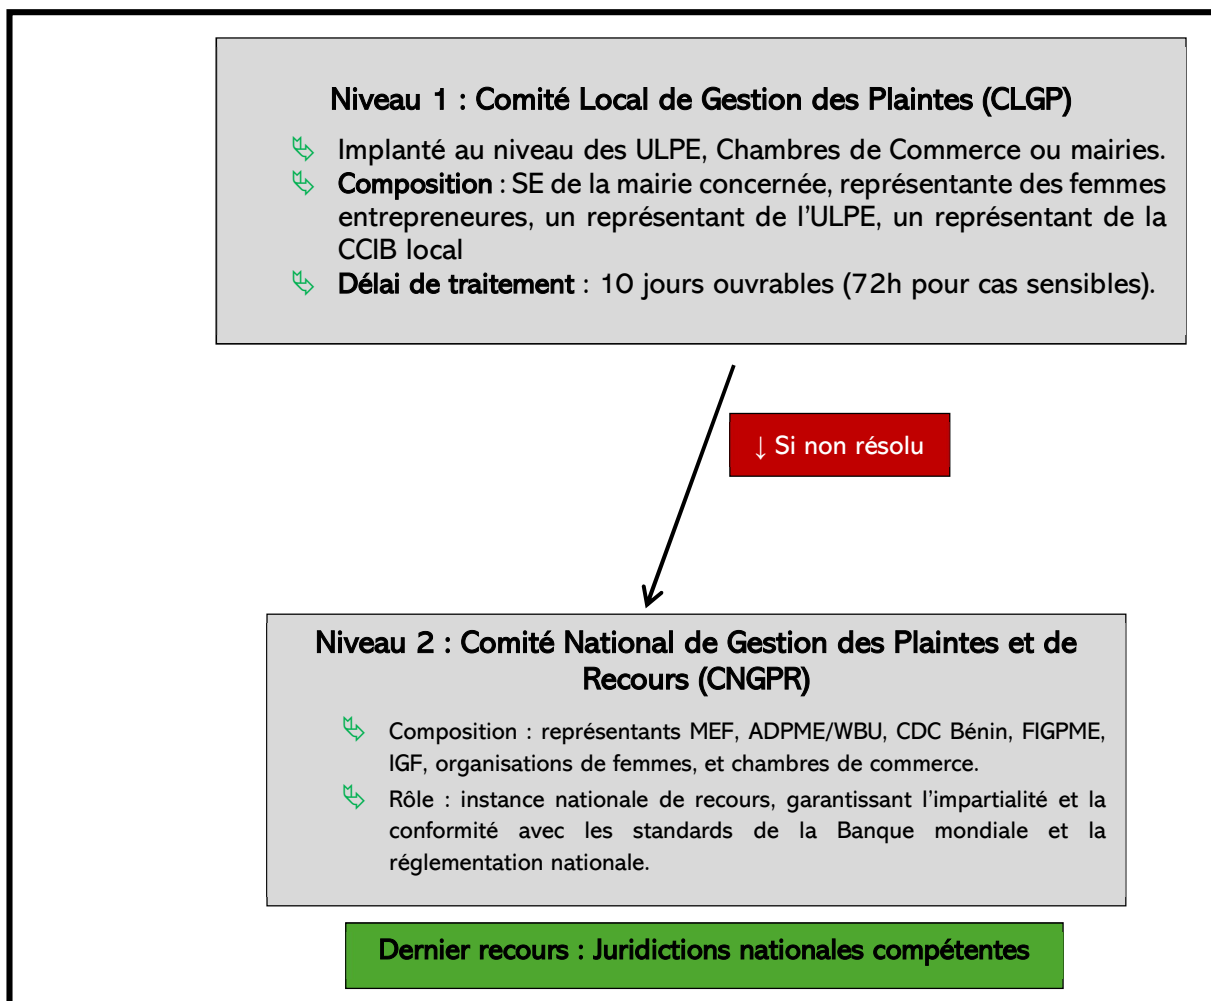 Niveau 1 : Comité Local de Gestion des Plaintes (CLGP)
Implanté au niveau des ULPE, Chambres de Commerce ou mairies.
Composition : SE de la mairie concernée, représentante des femmes
entrepreneures, un représentant de l’ULPE, un représentant de la
CCIB local
Délai de traitement : 10 jours ouvrables (72h pour cas sensibles).
↓ Si non résolu
Niveau 2 : Comité National de Gestion des Plaintes et de
Recours (CNGPR)
Composition : représentants MEF, ADPME/WBU, CDC Bénin, FIGPME,
IGF, organisations de femmes, et chambres de commerce.
Rôle : instance nationale de recours, garantissant l’impartialité et la
conformité avec les standards de la Banque mondiale et la
réglementation nationale.
Dernier recours : Juridictions nationales compétentes